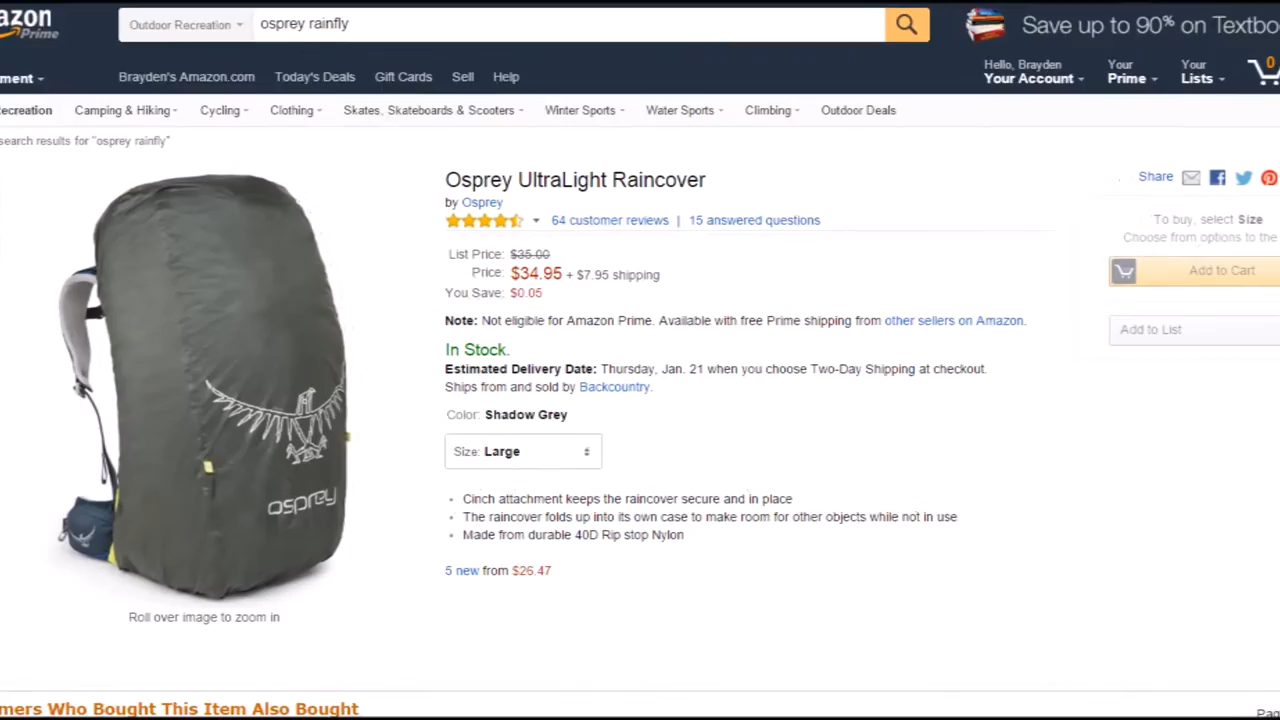 azon
Prime
Outdoor Recreation
osprey rainfly
Save up to 90% on Textbo
ment
Brayden's Amazon.com Today's Deals Gift Cards Sell Help
Hello, Brayden
Your Account
Your
Prime
Your
Lists
0
ecreation Camping & Hiking Cycling Clothing Skates, Skateboards & Scooters Winter Sports Water Sports Climbing Outdoor Deals
search results for "osprey rainfly"
Osprey UltraLight Raincover
by Osprey
64 customer reviews | 15 answered questions
List Price: $35.00
Price: $34.95 + $7.95 shipping
You Save: $0.05
Note: Not eligible for Amazon Prime. Available with free Prime shipping from other sellers on Amazon.
In Stock.
Estimated Delivery Date: Thursday, Jan. 21 when you choose Two-Day Shipping at checkout.
Ships from and sold by Backcountry.
Color: Shadow Grey
Size: Large
• Cinch attachment keeps the raincover secure and in place
• The raincover folds up into its own case to make room for other objects while not in use
• Made from durable 40D Rip stop Nylon
5 new from $26.47
osprey
Roll over image to zoom in
Share
To buy, select Size
Choose from options to the
Add to Cart
Add to List
mers Who Bought This Item Also Bought
Pag